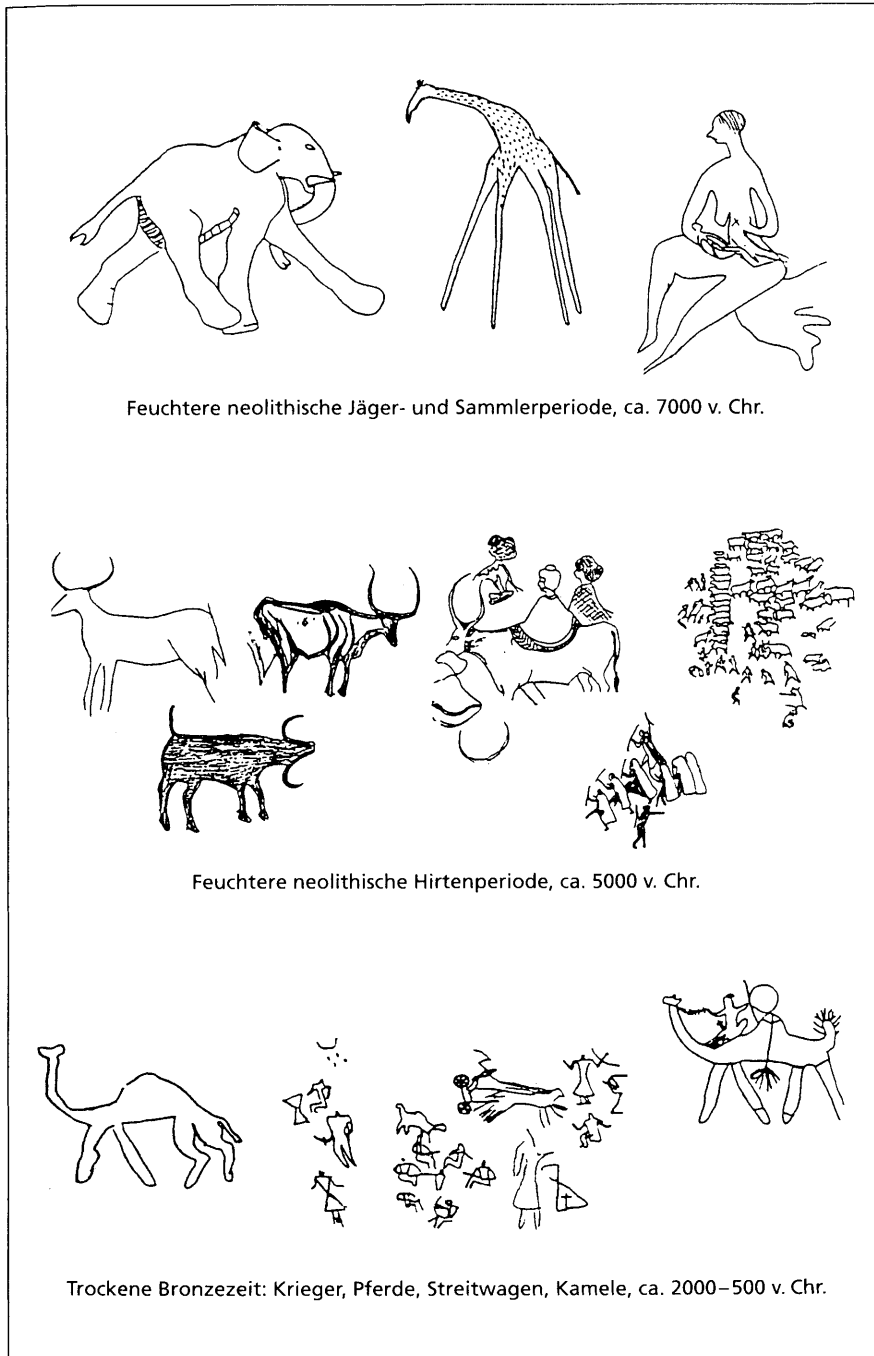 Feuchtere neolithische Jäger- und Sammlerperiode, ca. 7000 v. Chr.
Feuchtere neolithische Hirtenperiode, ca. 5000 v. Chr.
Trockene Bronzezeit: Krieger, Pferde, Streitwagen, Kamele, ca. 2000–500 v. Chr.